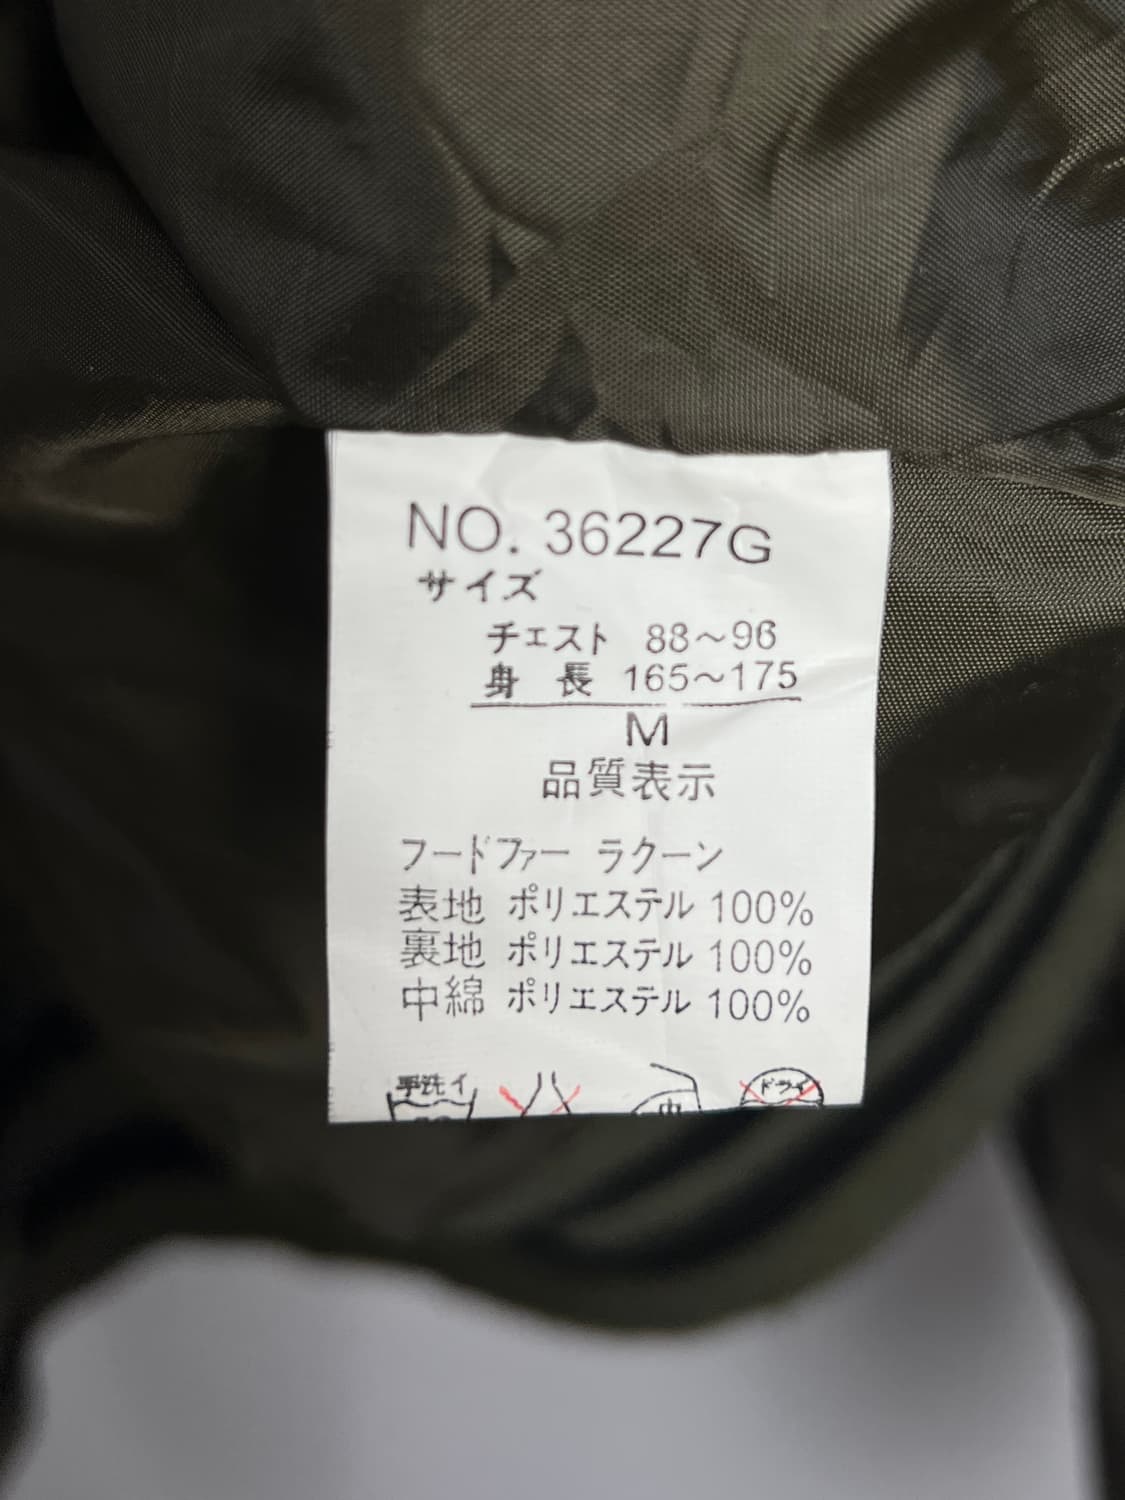 NO. 36227G
サイズ
チェスト 88～96
身 長 165～175
M
品質表示
フードファー ラクーン
表地 ポリエステル 100%
裏地 ポリエステル 100%
中綿 ポリエステル 100%
手洗イ 中 ドライ